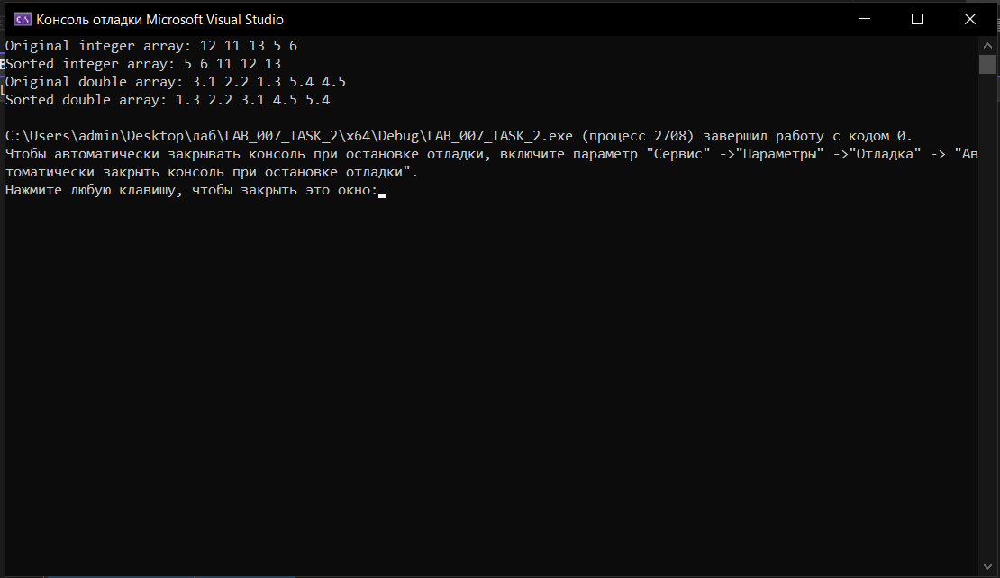 Консоль отладки Microsoft Visual Studio
Original integer array: 12 11 13 5 6
Sorted integer array: 5 6 11 12 13
Original double array: 3.1 2.2 1.3 5.4 4.5
Sorted double array: 1.3 2.2 3.1 4.5 5.4
C:\Users\admin\Desktop\лаб\LAB_007_TASK_2\x64\Debug\LAB_007_TASK_2.exe (процесс 2708) завершил работу с кодом 0.
Чтобы автоматически закрывать консоль при остановке отладки, включите параметр "Сервис" ->"Параметры" ->"Отладка" -> "Ав
томатически закрыть консоль при остановке отладки".
Нажмите любую клавишу, чтобы закрыть это окно: